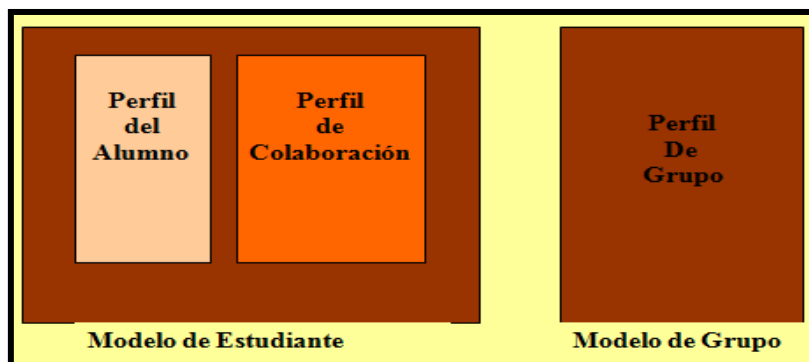 Perfil
del
Alumno
Perfil
de
Colaboración
Perfil
De
Grupo
Modelo de Estudiante
Modelo de Grupo